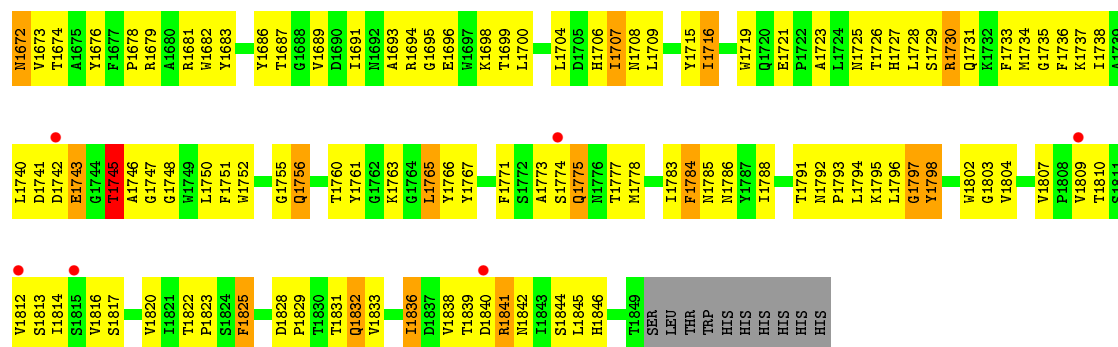 N1672 V1673 T1674 A1675 Y1676 F1677 P1678 R1679 A1680 R1681 W1682 Y1683 Y1686 T1687 G1688 V1689 D1690 I1691 N1692 A1693 R1694 G1695 E1696 W1697 K1698 T1699 L1700 L1704 D1705 H1706 I1707 N1708 L1709 Y1715 I1716 W1719 Q1720 E1721 P1722 A1723 L1724 N1725 T1726 H1727 L1728 S1729 R1730 Q1731 K1732 F1733 M1734 G1735 F1736 K1737 I1738 A1739
L1740 D1741 D1742 E1743 G1744 T1745 A1746 G1747 G1748 W1749 L1750 F1751 W1752 G1755 Q1756 T1760 Y1761 G1762 K1763 G1764 L1765 Y1766 Y1767 F1771 S1772 A1773 S1774 Q1775 N1776 T1777 M1778 I1783 F1784 N1785 N1786 Y1787 I1788 T1791 N1792 P1793 L1794 K1795 L1796 G1797 Y1798 W1802 G1803 V1804 V1807 P1808 V1809 T1810 S1811
V1812 S1813 I1814 S1815 V1816 S1817 V1820 I1821 T1822 P1823 S1824 F1825 D1828 P1829 T1830 T1831 Q1832 V1833 I1836 D1837 V1838 T1839 D1840 R1841 N1842 I1843 S1844 L1845 H1846 T1849 SER LEU THR TRP HIS HIS HIS HIS HIS HIS